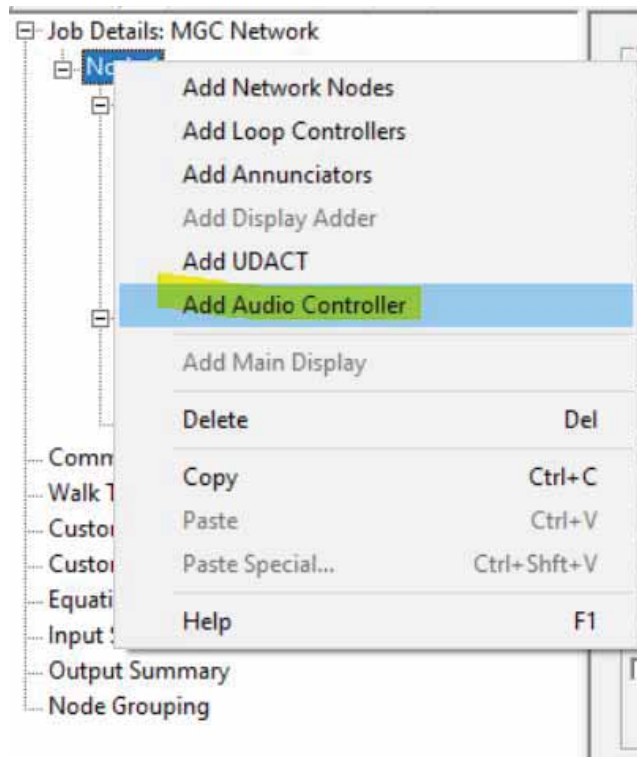 Job Details: MGC Network
Add Network Nodes
Add Loop Controllers
Add Annunciators
Add Display Adder
Add UDACT
Add Audio Controller
Add Main Display
Delete Del
Copy Ctrl+C
Paste Ctrl+V
Paste Special... Ctrl+Shft+V
Help F1
Output Summary
Node Grouping